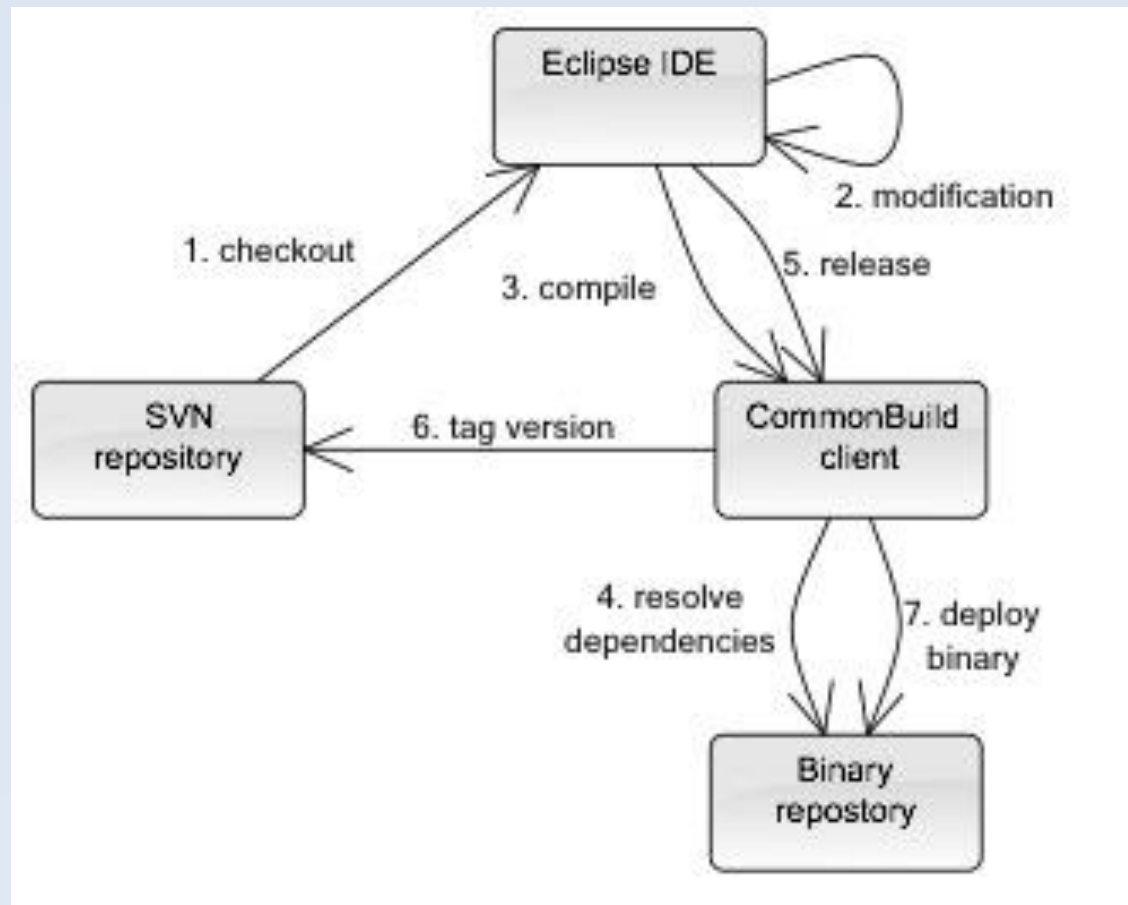 Eclipse IDE
2. modification
1. checkout
5. release
3. compile
SVN
repository
6. tag version
CommonBuild
client
4. resolve
dependencies
7. deploy
binary
Binary
repostory